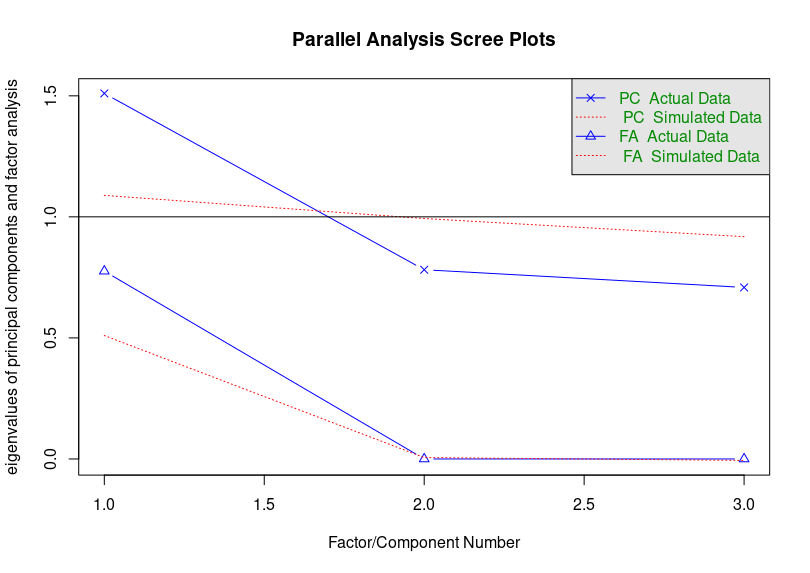 Parallel Analysis Scree Plots
eigenvalues of principal components and factor analysis
1.5
1.0
0.5
0.0
PC  Actual Data
PC  Simulated Data
FA  Actual Data
FA  Simulated Data
1.0 1.5 2.0 2.5 3.0
Factor/Component Number